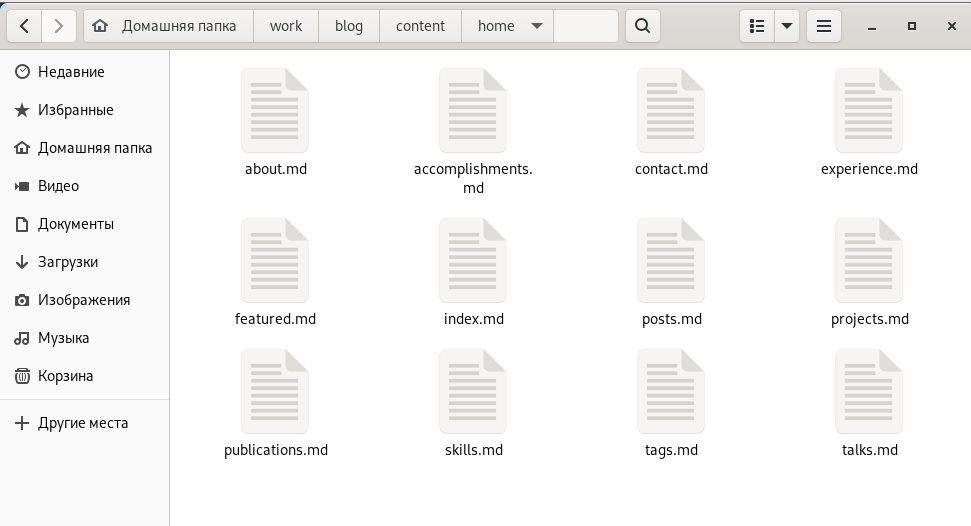 Домашняя папка work blog content home
Недавние
Избранные
Домашняя папка
Видео
Документы
Загрузки
Изображения
Музыка
Корзина
Другие места
about.md
accomplishments.
md
contact.md
experience.md
featured.md
index.md
posts.md
projects.md
publications.md
skills.md
tags.md
talks.md